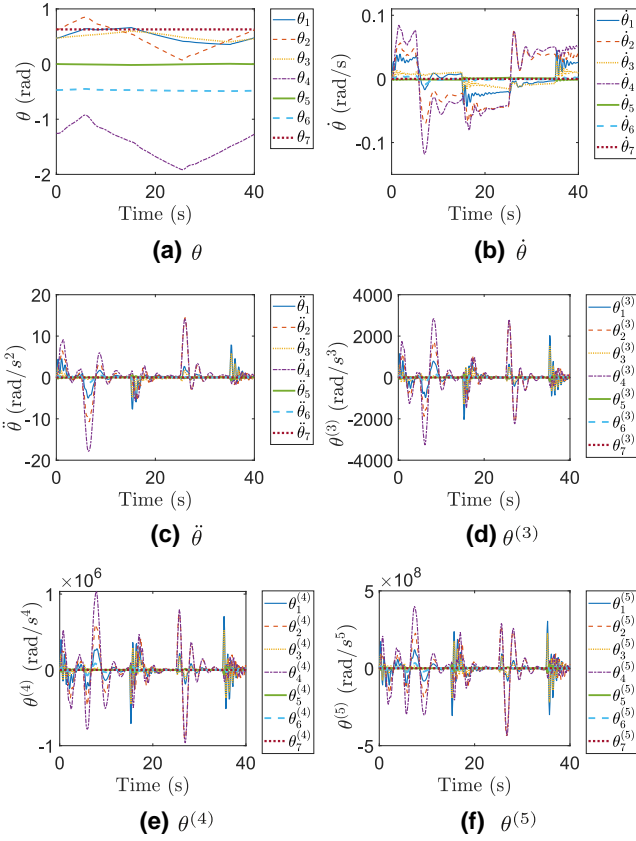 1
0
-1
-2
0 20 40
θ (rad)
Time (s)
θ₁
θ₂
θ₃
θ₄
θ₅
θ₆
θ₇
(a) θ
0.1
0
-0.1
0 20 40
θ̇ (rad/s)
Time (s)
θ̇₁
θ̇₂
θ̇₃
θ̇₄
θ̇₅
θ̇₆
θ̇₇
(b) θ̇
20
10
0
-10
-20
0 20 40
θ̈ (rad/s²)
Time (s)
θ̈₁
θ̈₂
θ̈₃
θ̈₄
θ̈₅
θ̈₆
θ̈₇
(c) θ̈
4000
2000
0
-2000
-4000
0 20 40
θ⁽³⁾ (rad/s³)
Time (s)
θ₁⁽³⁾
θ₂⁽³⁾
θ₃⁽³⁾
θ₄⁽³⁾
θ₅⁽³⁾
θ₆⁽³⁾
θ₇⁽³⁾
(d) θ⁽³⁾
×10⁶
1
0
-1
0 20 40
θ⁽⁴⁾ (rad/s⁴)
Time (s)
θ₁⁽⁴⁾
θ₂⁽⁴⁾
θ₃⁽⁴⁾
θ₄⁽⁴⁾
θ₅⁽⁴⁾
θ₆⁽⁴⁾
θ₇⁽⁴⁾
(e) θ⁽⁴⁾
×10⁸
5
0
-5
0 20 40
θ⁽⁵⁾ (rad/s⁵)
Time (s)
θ₁⁽⁵⁾
θ₂⁽⁵⁾
θ₃⁽⁵⁾
θ₄⁽⁵⁾
θ₅⁽⁵⁾
θ₆⁽⁵⁾
θ₇⁽⁵⁾
(f) θ⁽⁵⁾